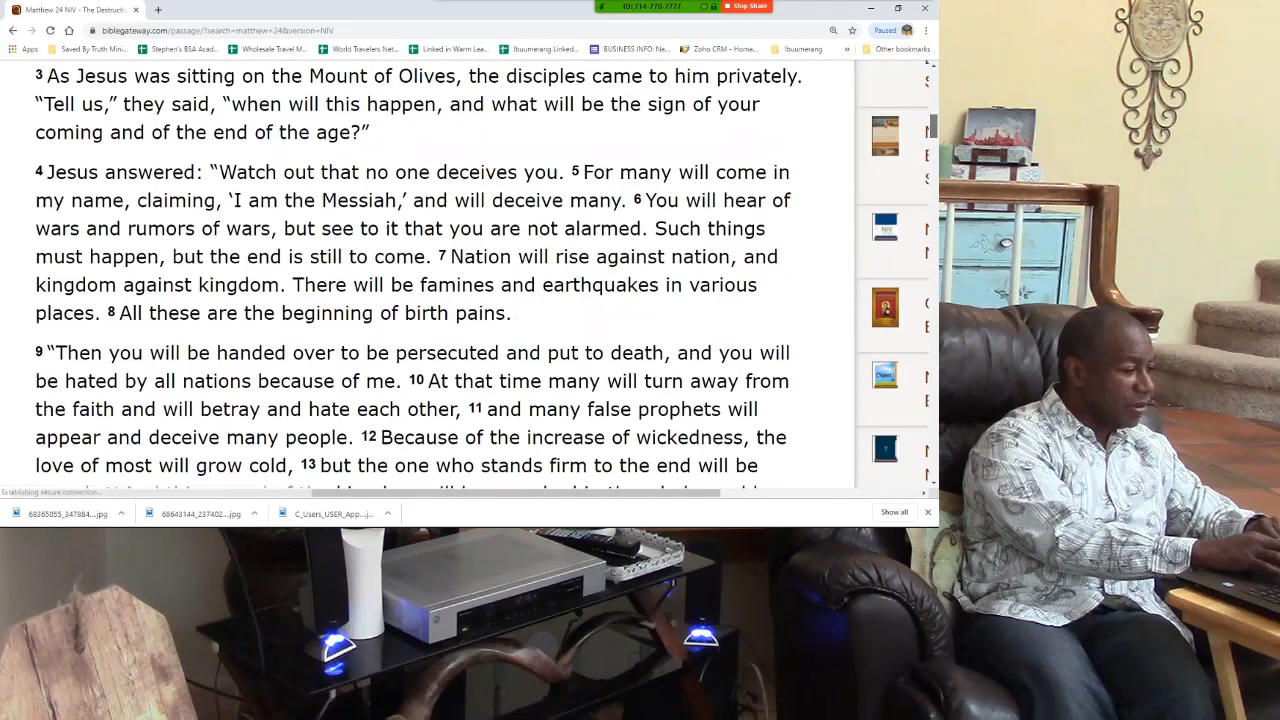 Matthew 24 NIV - The Destructi
ID:714-770-7777
Stop Share
biblegateway.com/passage/?search=matthew+24&version=NIV
Paused
Apps
Saved By Truth Mini...
Stephen's BSA Acad...
Wholesale Travel M...
World Travelers Net...
Linked in Warm Lea...
Ibuumerang Linked...
BUSINESS INFO: Ne...
Zoho CRM - Home...
Ibuumerang
»
Other bookmarks
3 As Jesus was sitting on the Mount of Olives, the disciples came to him privately.
“Tell us,” they said, “when will this happen, and what will be the sign of your
coming and of the end of the age?”
4 Jesus answered: “Watch out that no one deceives you. 5 For many will come in
my name, claiming, ‘I am the Messiah,’ and will deceive many. 6 You will hear of
wars and rumors of wars, but see to it that you are not alarmed. Such things
must happen, but the end is still to come. 7 Nation will rise against nation, and
kingdom against kingdom. There will be famines and earthquakes in various
places. 8 All these are the beginning of birth pains.
9 “Then you will be handed over to be persecuted and put to death, and you will
be hated by all nations because of me. 10 At that time many will turn away from
the faith and will betray and hate each other, 11 and many false prophets will
appear and deceive many people. 12 Because of the increase of wickedness, the
love of most will grow cold, 13 but the one who stands firm to the end will be
Establishing secure connection...
68365055_347884....jpg
68643144_237402....jpg
C_Users_USER_App....j...
Show all